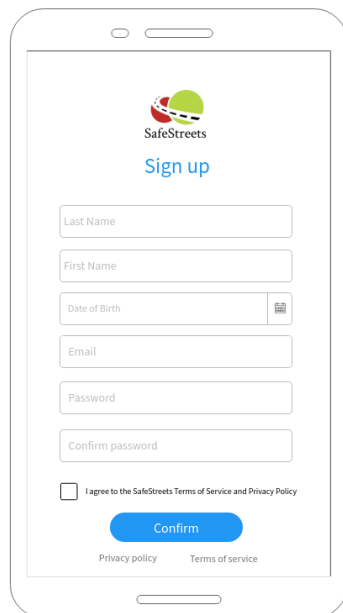 SafeStreets
Sign up
Last Name
First Name
Date of Birth
Email
Password
Confirm password
I agree to the SafeStreets Terms of Service and Privacy Policy
Confirm
Privacy policy Terms of service